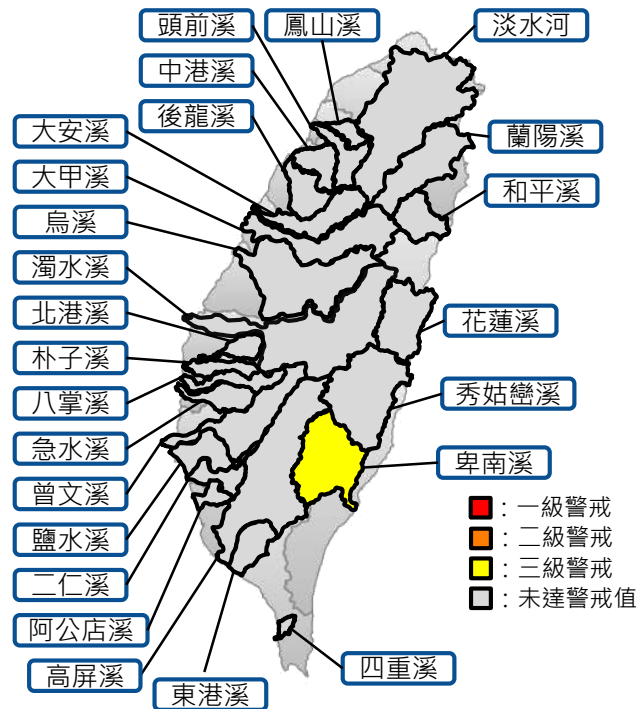 頭前溪
鳳山溪
淡水河
中港溪
後龍溪
大安溪
蘭陽溪
大甲溪
和平溪
烏溪
濁水溪
北港溪
花蓮溪
朴子溪
八掌溪
秀姑巒溪
急水溪
卑南溪
曾文溪
：一級警戒
鹽水溪
：二級警戒
：三級警戒
二仁溪
：未達警戒值
阿公店溪
高屏溪
四重溪
東港溪